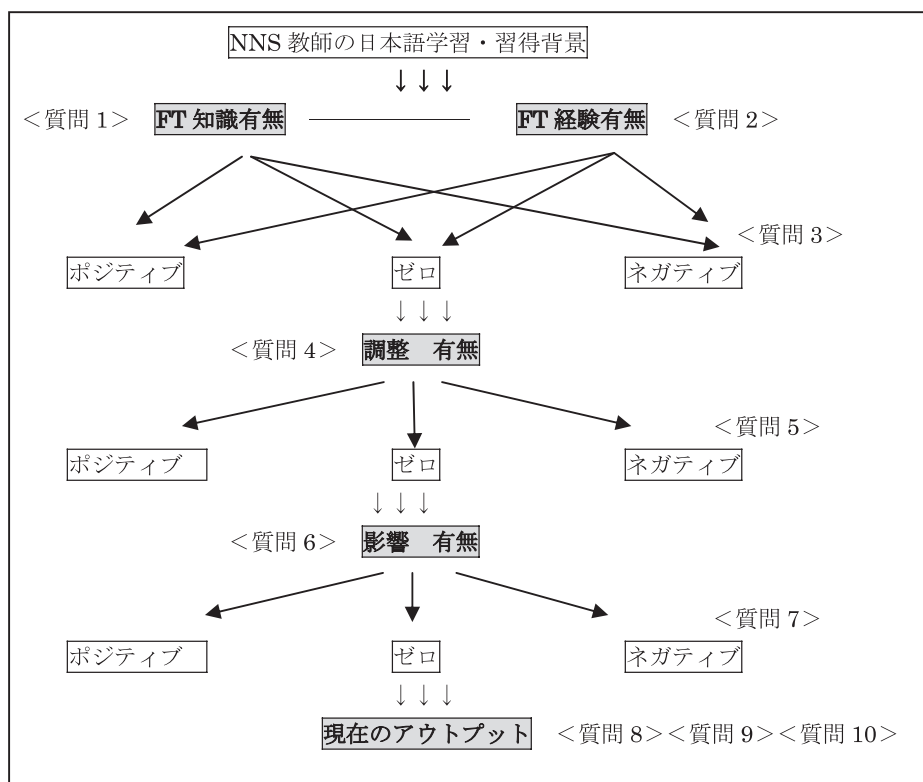 NNS 教師の日本語学習・習得背景
↓ ↓ ↓
＜質問 1＞ FT 知識有無 FT 経験有無 ＜質問 2＞
＜質問 3＞
ポジティブ ゼロ ネガティブ
↓ ↓ ↓
＜質問 4＞ 調整　有無
＜質問 5＞
ポジティブ ゼロ ネガティブ
↓ ↓ ↓
＜質問 6＞ 影響　有無
＜質問 7＞
ポジティブ ゼロ ネガティブ
↓ ↓ ↓
現在のアウトプット ＜質問 8＞＜質問 9＞＜質問 10＞